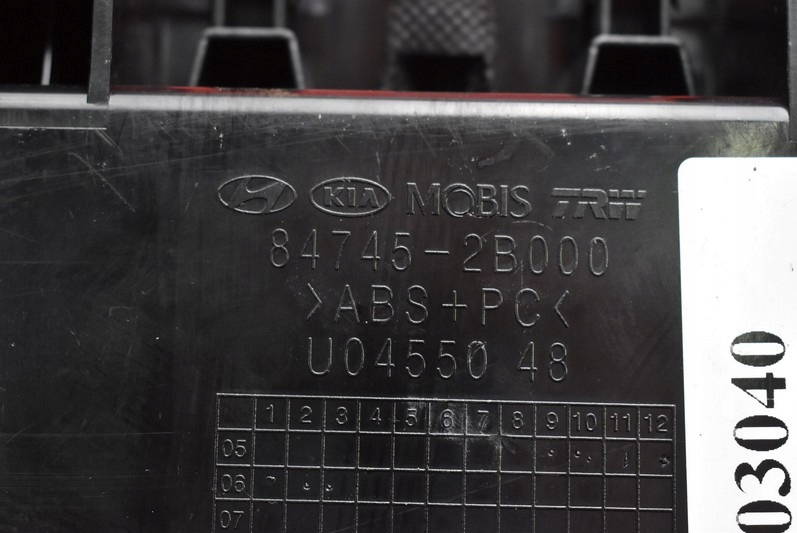 KIA MOBIS TRW
84745-2B000
>ABS+PC<
U04550 48
1 2 3 4 5 6 7 8 9 10 11 12
05
06
07
03040